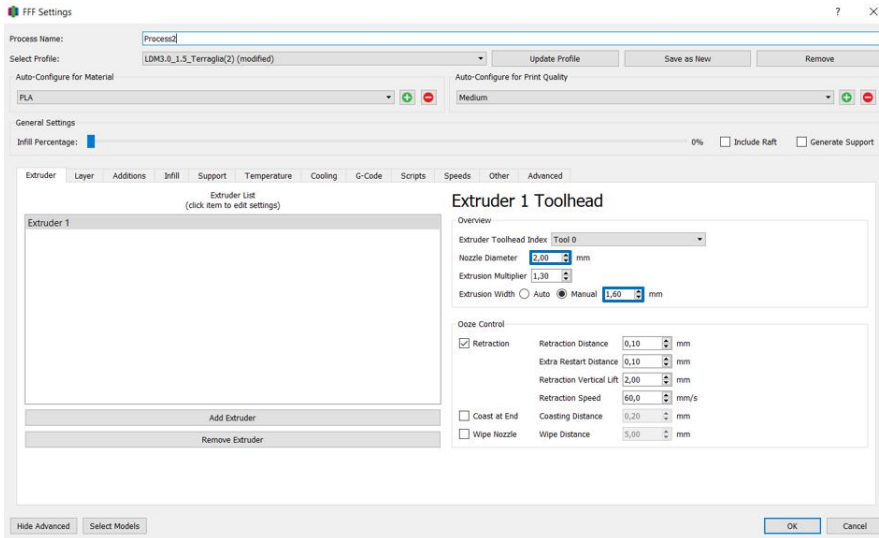 FFF Settings
Process Name: Process2
Select Profile: LDM3.0_1.5_Terraglia(2) (modified) Update Profile Save as New Remove
Auto-Configure for Material Auto-Configure for Print Quality
PLA Medium
General Settings
Infill Percentage: 0% Include Raft Generate Support
Extruder Layer Additions Infill Support Temperature Cooling G-Code Scripts Speeds Other Advanced
Extruder List
(click item to edit settings)
Extruder 1
Add Extruder
Remove Extruder
Extruder 1 Toolhead
Overview
Extruder Toolhead Index Tool 0
Nozzle Diameter 2,00 mm
Extrusion Multiplier 1,30
Extrusion Width Auto Manual 1,60 mm
Ooze Control
Retraction Retraction Distance 0,10 mm
Extra Restart Distance 0,10 mm
Retraction Vertical Lift 2,00 mm
Retraction Speed 60,0 mm/s
Coast at End Coasting Distance 0,20 mm
Wipe Nozzle Wipe Distance 5,00 mm
Hide Advanced Select Models OK Cancel